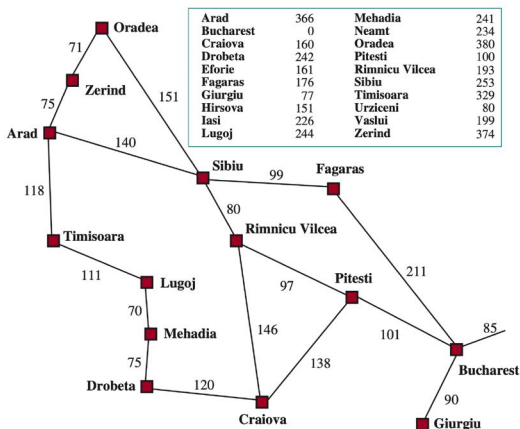 Arad 366 Mehadia 241
Bucharest 0 Neamt 234
Craiova 160 Oradea 380
Drobeta 242 Pitesti 100
Eforie 161 Rimnicu Vilcea 193
Fagaras 176 Sibiu 253
Giurgiu 77 Timisoara 329
Hirsova 151 Urziceni 80
Iasi 226 Vaslui 199
Lugoj 244 Zerind 374
Oradea
71
Zerind
75
151
Arad
140
Sibiu
99
Fagaras
118
80
Timisoara
Rimnicu Vilcea
111
Lugoj
97
Pitesti
211
70
146
101
85
Mehadia
138
75
Bucharest
Drobeta
120
90
Craiova
Giurgiu